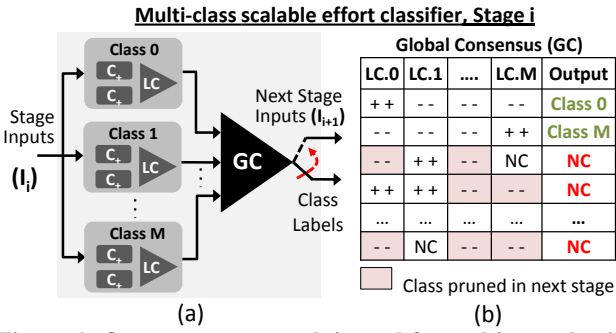 Multi-class scalable effort classifier, Stage i
Class 0
C+
C+
LC
Stage
Inputs
(Ii)
Class 1
C+
C+
LC
Class M
C+
C+
LC
GC
Next Stage
Inputs (Ii+1)
Class
Labels
(a)
Global Consensus (GC)
LC.0 LC.1 .... LC.M Output
+ + - - - - - - Class 0
- - - - - - + + Class M
- - + + - - NC NC
+ + + + - - - - NC
... ... ... ... ...
- - NC - - - - NC
Class pruned in next stage
(b)